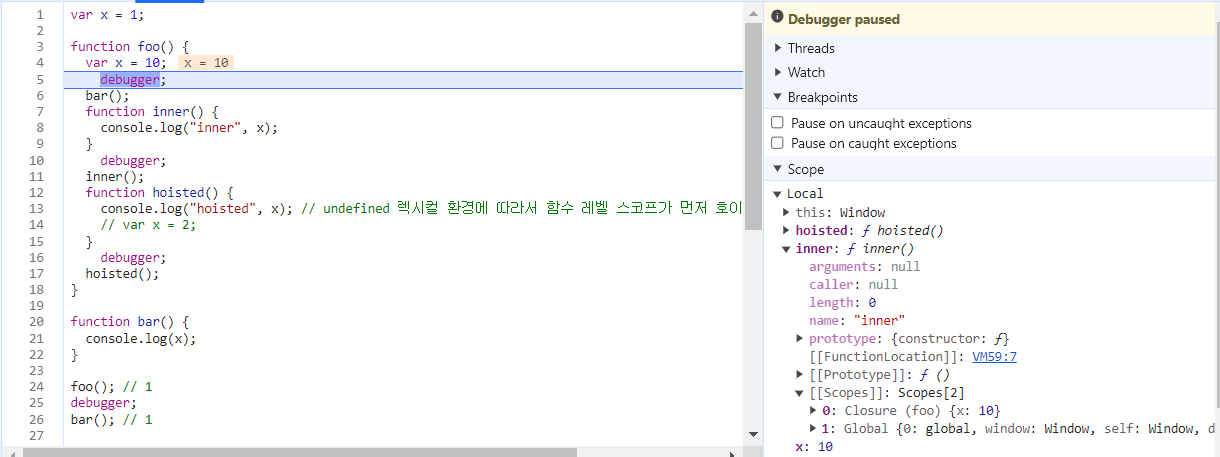 1 var x = 1;
2
3 function foo() {
4 var x = 10; x = 10
5 debugger;
6 bar();
7 function inner() {
8 console.log("inner", x);
9 }
10 debugger;
11 inner();
12 function hoisted() {
13 console.log("hoisted", x); // undefined 렉시컬 환경에 따라서 함수 레벨 스코프가 먼저 호이
14 // var x = 2;
15 }
16 debugger;
17 hoisted();
18 }
19
20 function bar() {
21 console.log(x);
22 }
23
24 foo(); // 1
25 debugger;
26 bar(); // 1
27
Debugger paused
Threads
Watch
Breakpoints
Pause on uncaught exceptions
Pause on caught exceptions
Scope
Local
this: Window
hoisted: ƒ hoisted()
inner: ƒ inner()
arguments: null
caller: null
length: 0
name: "inner"
prototype: {constructor: ƒ}
[[FunctionLocation]]: VM59:7
[[Prototype]]: ƒ ()
[[Scopes]]: Scopes[2]
0: Closure (foo) {x: 10}
1: Global {0: global, window: Window, self: Window, d
x: 10